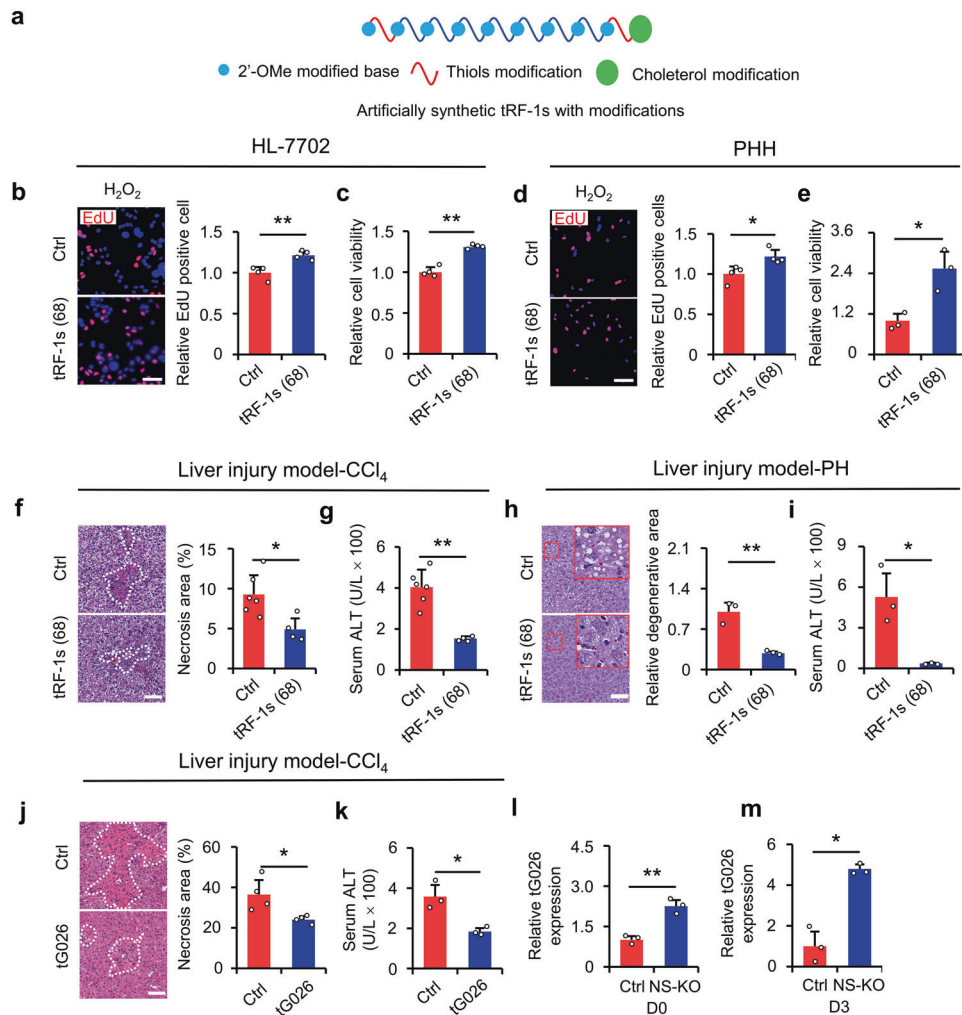 a
2'-OMe modified base Thiols modification Choleterol modification
Artificially synthetic tRF-1s with modifications
HL-7702
PHH
b
H₂O₂
EdU
Ctrl
tRF-1s (68)
Relative EdU positive cell
1.5
1.0
0.5
0.0
**
Ctrl
tRF-1s (68)
c
Relative cell viability
1.5
1.0
0.5
0.0
**
Ctrl
tRF-1s (68)
d
H₂O₂
EdU
Ctrl
tRF-1s (68)
Relative EdU positive cells
1.5
1.0
0.5
0.0
*
Ctrl
tRF-1s (68)
e
Relative cell viability
3.6
2.4
1.2
0
*
Ctrl
tRF-1s (68)
Liver injury model-CCl₄
Liver injury model-PH
f
Ctrl
tRF-1s (68)
Necrosis area (%)
15
10
5
0
*
Ctrl
tRF-1s (68)
g
Serum ALT (U/L × 100)
6
4
2
0
**
Ctrl
tRF-1s (68)
h
Ctrl
tRF-1s (68)
Relative degenerative area
2.1
1.4
0.7
0
**
Ctrl
tRF-1s (68)
i
Serum ALT (U/L × 100)
9
6
3
0
*
Ctrl
tRF-1s (68)
Liver injury model-CCl₄
j
Ctrl
tG026
Necrosis area (%)
60
40
20
0
*
Ctrl
tG026
k
Serum ALT
(U/L × 100)
6
4
2
0
*
Ctrl
tG026
l
Relative tG026
expression
4.5
3.0
1.5
0
**
Ctrl NS-KO
D0
m
Relative tG026
expression
6
4
2
0
*
Ctrl NS-KO
D3